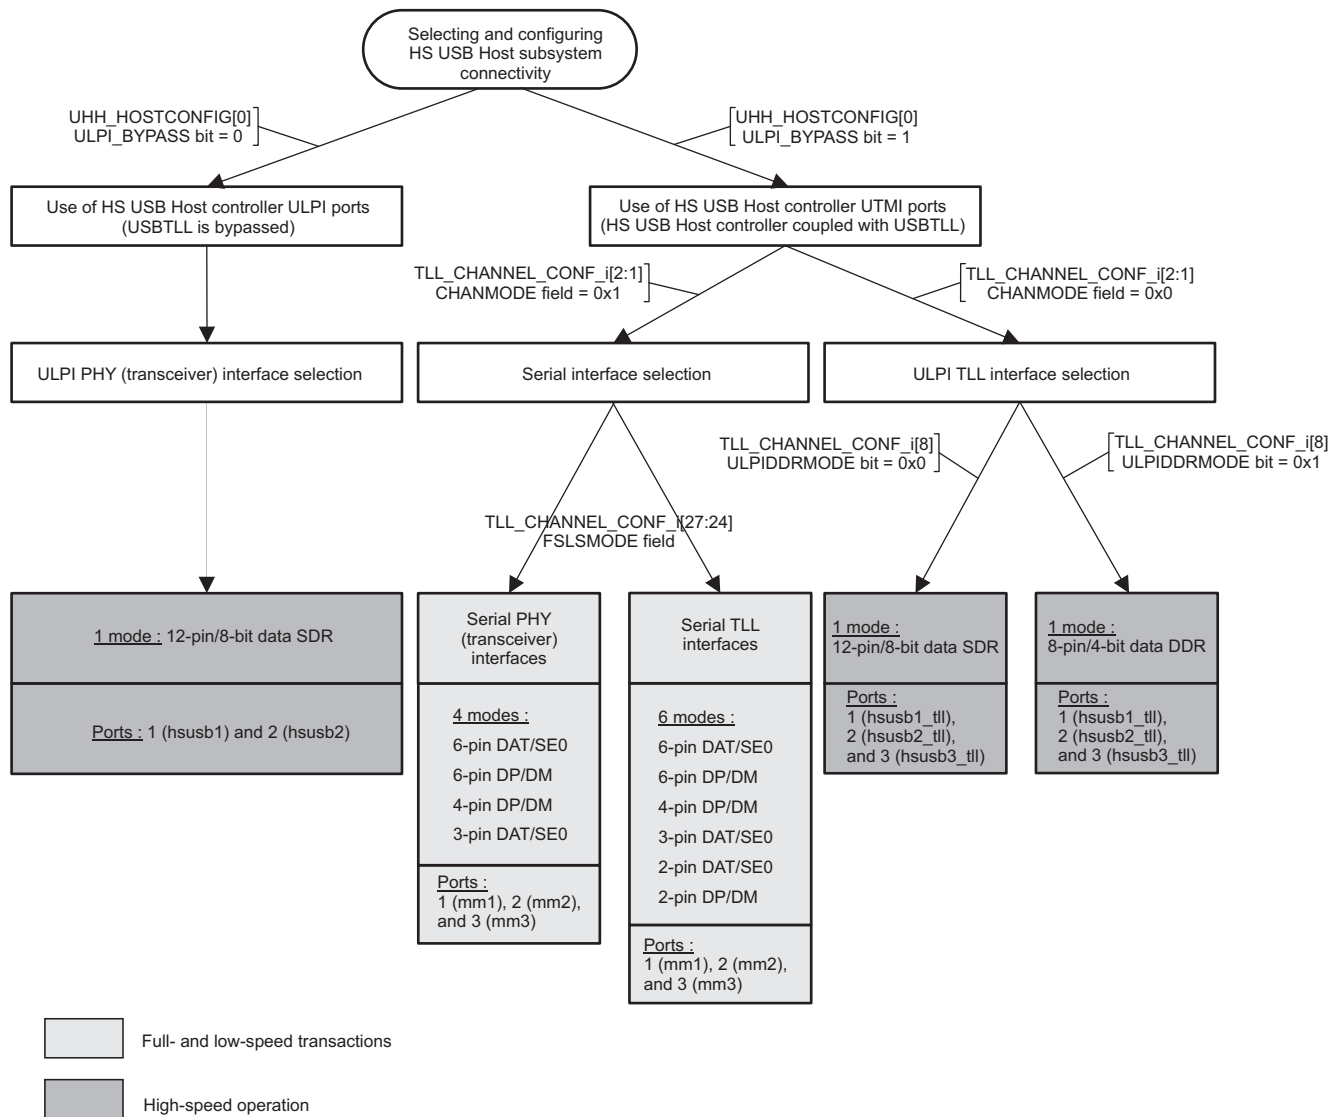 Selecting and configuring
HS USB Host subsystem
connectivity
UHH_HOSTCONFIG[0]
ULPI_BYPASS bit = 0
UHH_HOSTCONFIG[0]
ULPI_BYPASS bit = 1
Use of HS USB Host controller ULPI ports
(USBTLL is bypassed)
Use of HS USB Host controller UTMI ports
(HS USB Host controller coupled with USBTLL)
TLL_CHANNEL_CONF_i[2:1]
CHANMODE field = 0x1
TLL_CHANNEL_CONF_i[2:1]
CHANMODE field = 0x0
ULPI PHY (transceiver) interface selection
Serial interface selection
ULPI TLL interface selection
TLL_CHANNEL_CONF_i[8]
ULPIDDRMODE bit = 0x0
TLL_CHANNEL_CONF_i[8]
ULPIDDRMODE bit = 0x1
TLL_CHANNEL_CONF_i[27:24]
FSLSMODE field
1 mode : 12-pin/8-bit data SDR
Ports : 1 (hsusb1) and 2 (hsusb2)
Serial PHY
(transceiver)
interfaces
4 modes :
6-pin DAT/SE0
6-pin DP/DM
4-pin DP/DM
3-pin DAT/SE0
Ports :
1 (mm1), 2 (mm2),
and 3 (mm3)
Serial TLL
interfaces
6 modes :
6-pin DAT/SE0
6-pin DP/DM
4-pin DP/DM
3-pin DAT/SE0
2-pin DAT/SE0
2-pin DP/DM
Ports :
1 (mm1), 2 (mm2),
and 3 (mm3)
1 mode :
12-pin/8-bit data SDR
Ports :
1 (hsusb1_tll),
2 (hsusb2_tll),
and 3 (hsusb3_tll)
1 mode :
8-pin/4-bit data DDR
Ports :
1 (hsusb1_tll),
2 (hsusb2_tll),
and 3 (hsusb3_tll)
Full- and low-speed transactions
High-speed operation